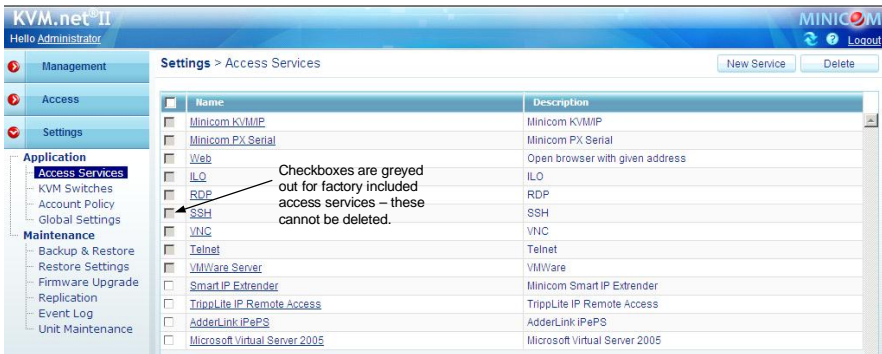 KVM.net®II
MINICOM
Hello Administrator
Logout
Management
Access
Settings
Application
Access Services
KVM Switches
Account Policy
Global Settings
Maintenance
Backup & Restore
Restore Settings
Firmware Upgrade
Replication
Event Log
Unit Maintenance
Settings > Access Services
New Service
Delete
Name Description
Minicom KVM/IP Minicom KVM/IP
Minicom PX Serial Minicom PX Serial
Web Open browser with given address
ILO ILO
RDP RDP
SSH SSH
VNC VNC
Telnet Telnet
VMWare Server VMWare
Smart IP Extrender Minicom Smart IP Extrender
TrippLite IP Remote Access TrippLite IP Remote Access
AdderLink iPePS AdderLink iPePS
Microsoft Virtual Server 2005 Microsoft Virtual Server 2005
Checkboxes are greyed
out for factory included
access services – these
cannot be deleted.